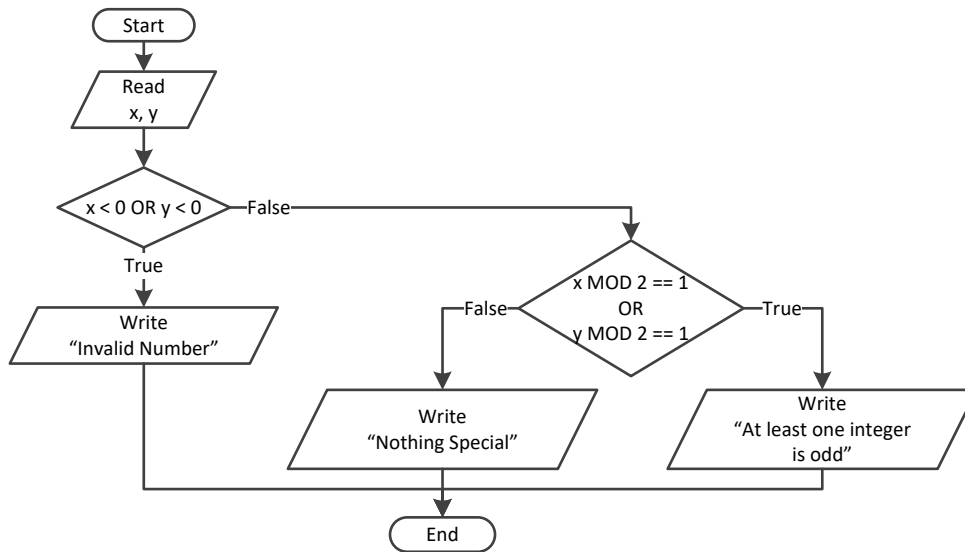 Start
Read
x, y
x < 0 OR y < 0
False
True
Write
“Invalid Number”
x MOD 2 == 1
OR
y MOD 2 == 1
False
True
Write
“Nothing Special”
Write
“At least one integer
is odd”
End